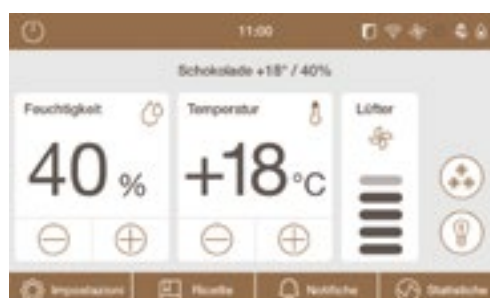 11:00
Schokolade +18° / 40%
Feuchtigkeit
Temperatur
Lüfter
40 %
+18 °C
Impostazioni
Ricette
Notifiche
Statistiche